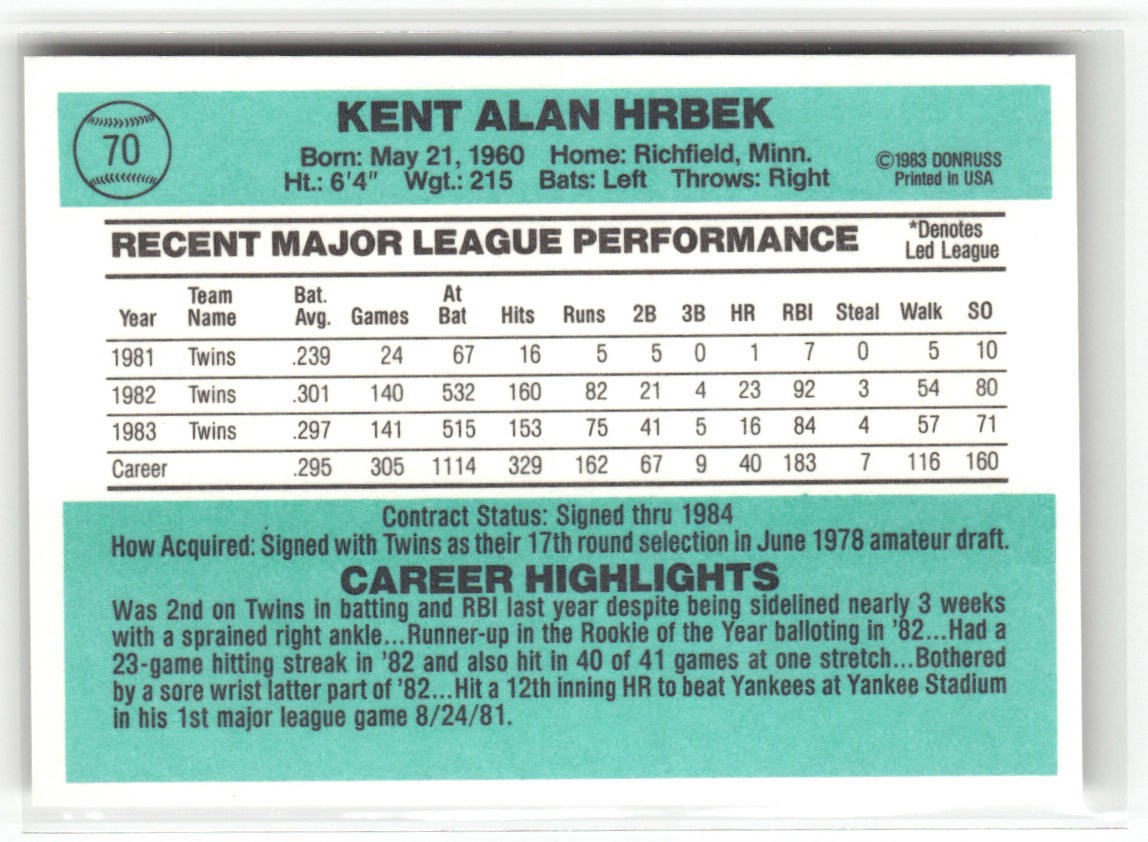 70
KENT ALAN HRBEK
Born: May 21, 1960 Home: Richfield, Minn.
Ht.: 6'4" Wgt.: 215 Bats: Left Throws: Right
©1983 DONRUSS
Printed in USA
RECENT MAJOR LEAGUE PERFORMANCE
*Denotes
Led League
Year Team Name Bat. Avg. Games At Bat Hits Runs 2B 3B HR RBI Steal Walk SO
1981 Twins .239 24 67 16 5 5 0 1 7 0 5 10
1982 Twins .301 140 532 160 82 21 4 23 92 3 54 80
1983 Twins .297 141 515 153 75 41 5 16 84 4 57 71
Career .295 305 1114 329 162 67 9 40 183 7 116 160
Contract Status: Signed thru 1984
How Acquired: Signed with Twins as their 17th round selection in June 1978 amateur draft.
CAREER HIGHLIGHTS
Was 2nd on Twins in batting and RBI last year despite being sidelined nearly 3 weeks
with a sprained right ankle...Runner-up in the Rookie of the Year balloting in '82...Had a
23-game hitting streak in '82 and also hit in 40 of 41 games at one stretch...Bothered
by a sore wrist latter part of '82...Hit a 12th inning HR to beat Yankees at Yankee Stadium
in his 1st major league game 8/24/81.